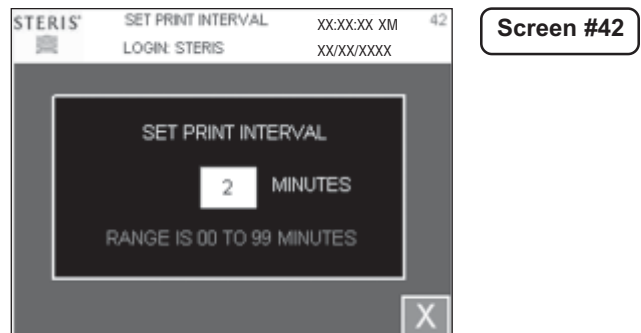 STERIS®
SET PRINT INTERVAL
XX:XX:XX XM
42
LOGIN: STERIS
XX/XX/XXXX
Screen #42
SET PRINT INTERVAL
2 MINUTES
RANGE IS 00 TO 99 MINUTES
X